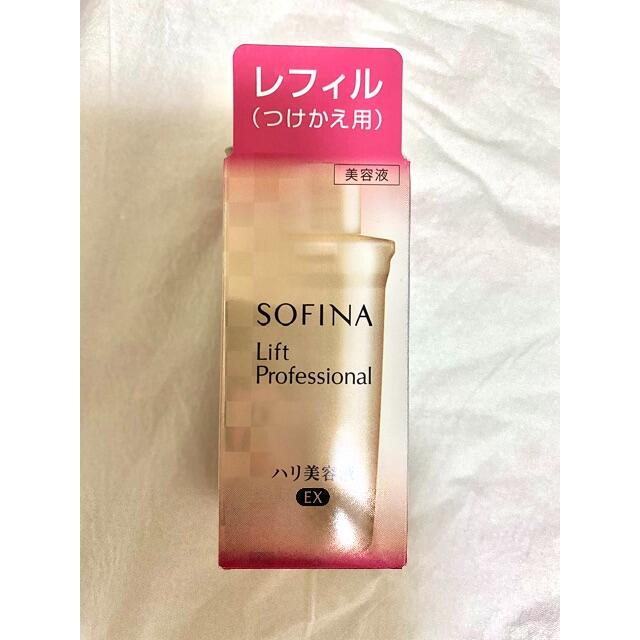 レフィル
(つけかえ用)
美容液
SOFINA
Lift
Professional
ハリ美容液
EX